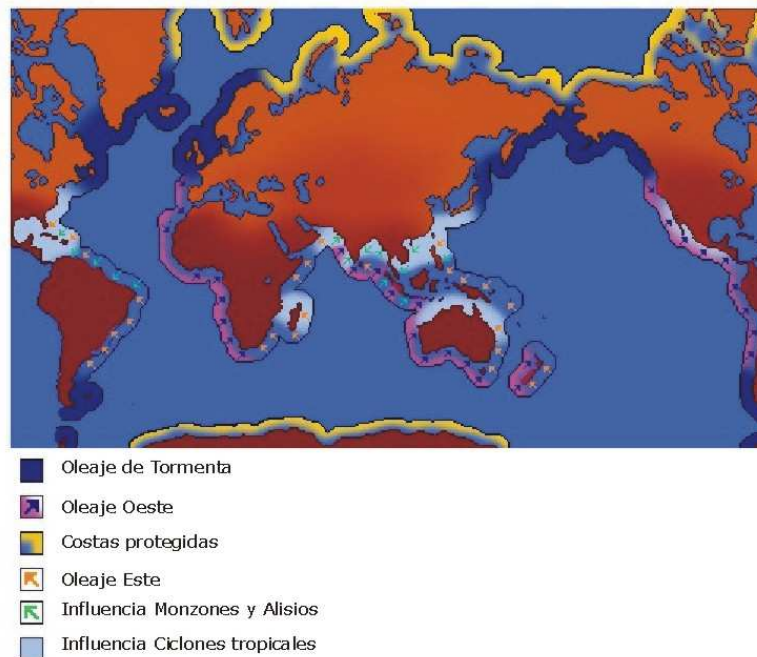 Oleaje de Tormenta
Oleaje Oeste
Costas protegidas
Oleaje Este
Influencia Monzones y Alisios
Influencia Ciclones tropicales